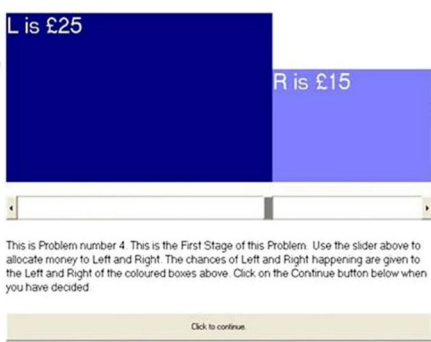 L is £25
R is £15
This is Problem number 4. This is the First Stage of this Problem. Use the slider above to
allocate money to Left and Right. The chances of Left and Right happening are given to
the Left and Right of the coloured boxes above. Click on the Continue button below when
you have decided
Click to continue.